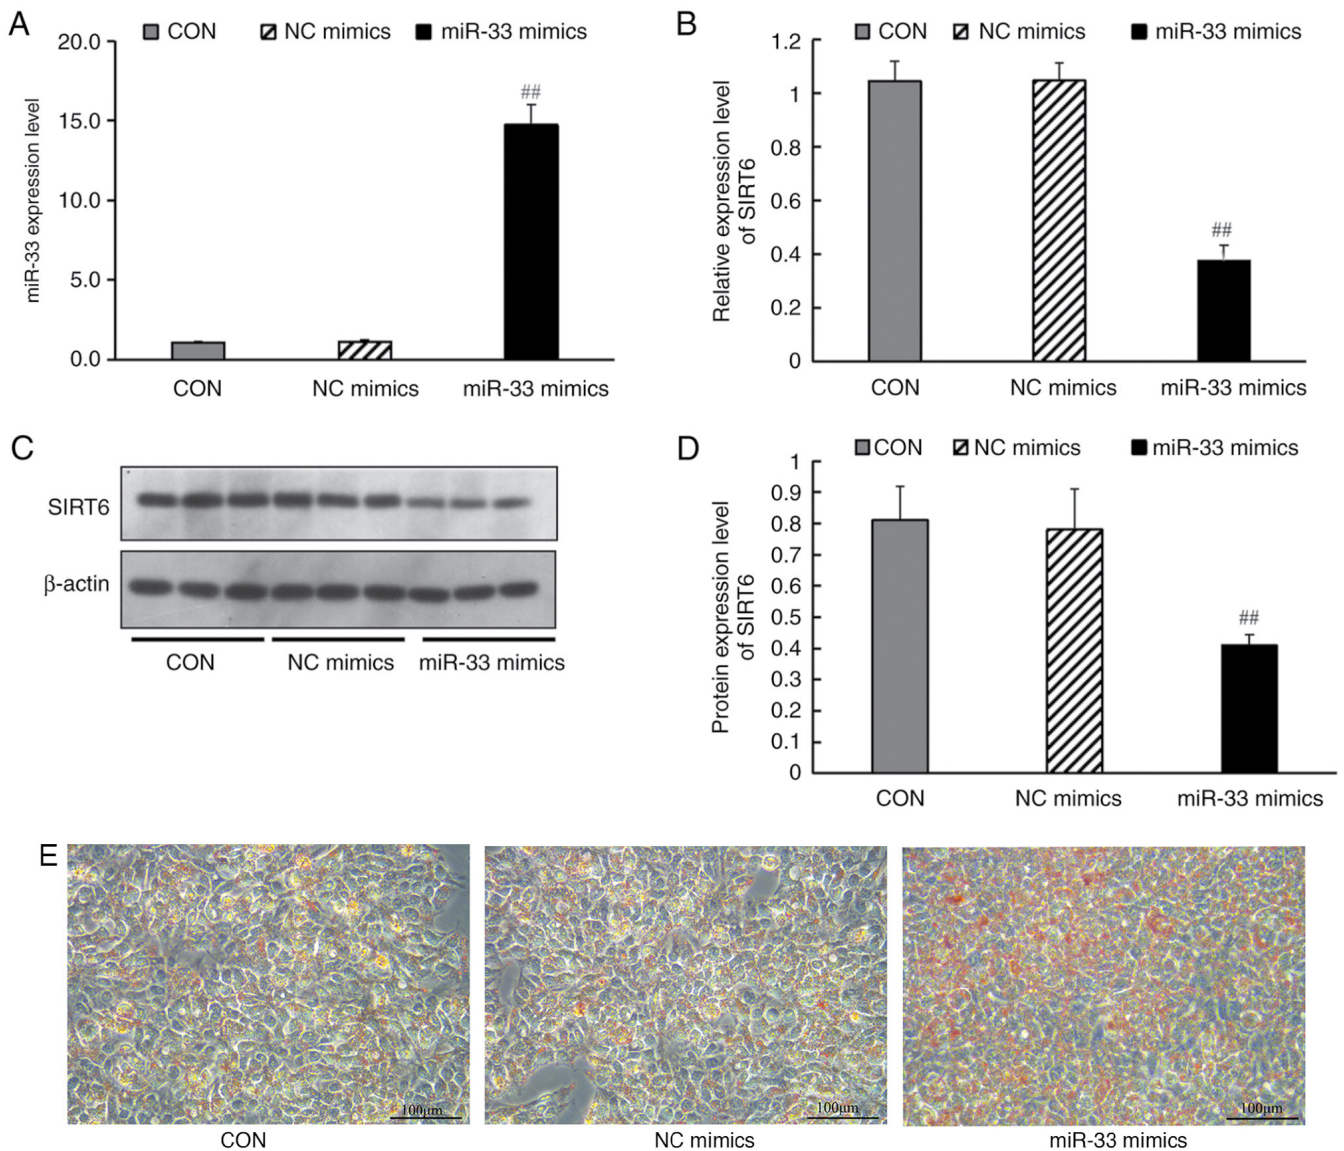 A
CON NC mimics miR-33 mimics
miR-33 expression level
20.0
15.0
10.0
5.0
0.0
##
CON NC mimics miR-33 mimics
B
CON NC mimics miR-33 mimics
Relative expression level
of SIRT6
1.2
1
0.8
0.6
0.4
0.2
0
##
CON NC mimics miR-33 mimics
C
SIRT6
β-actin
CON NC mimics miR-33 mimics
D
CON NC mimics miR-33 mimics
Protein expression level
of SIRT6
1
0.9
0.8
0.7
0.6
0.5
0.4
0.3
0.2
0.1
0
##
CON NC mimics miR-33 mimics
E
100μm 100μm 100μm
CON NC mimics miR-33 mimics